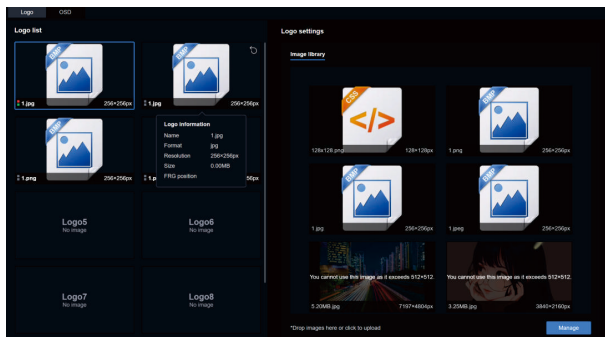 Logo OSD
Logo list
BMP
1.jpg 256×256px
BMP
1.jpg 256×256px
Logo Information
Name 1.jpg
Format jpg
Resolution 256×256px
Size 0.00MB
FRG position
BMP
1.png 256×256px
1.p 56px
Logo5
No image
Logo6
No image
Logo7
No image
Logo8
No image
Logo settings
Image library
CSS
</>
128x128.png 128×128px
BMP
1.png 256×256px
BMP
1.jpg 256×256px
BMP
1.jpeg 256×256px
You cannot use this image as it exceeds 512×512.
5.20MB.jpg 7197×4804px
You cannot use this image as it exceeds 512×512.
3.25MB.jpg 3840×2160px
*Drop images here or click to upload
Manage